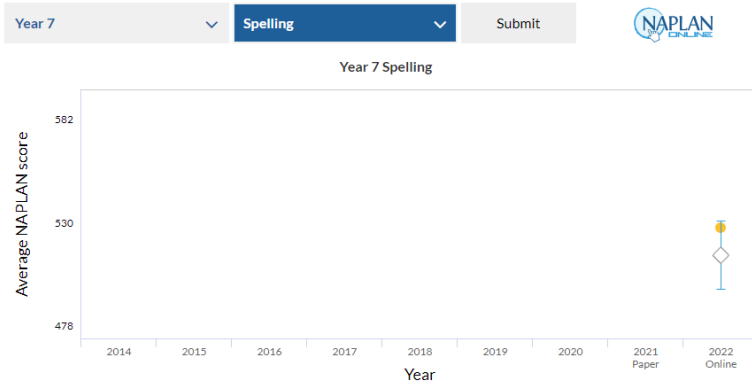 Year 7
Spelling
Submit
NAPLAN
ONLINE
Year 7 Spelling
Average NAPLAN score
582
530
478
2014
2015
2016
2017
2018
2019
2020
2021
Paper
2022
Online
Year